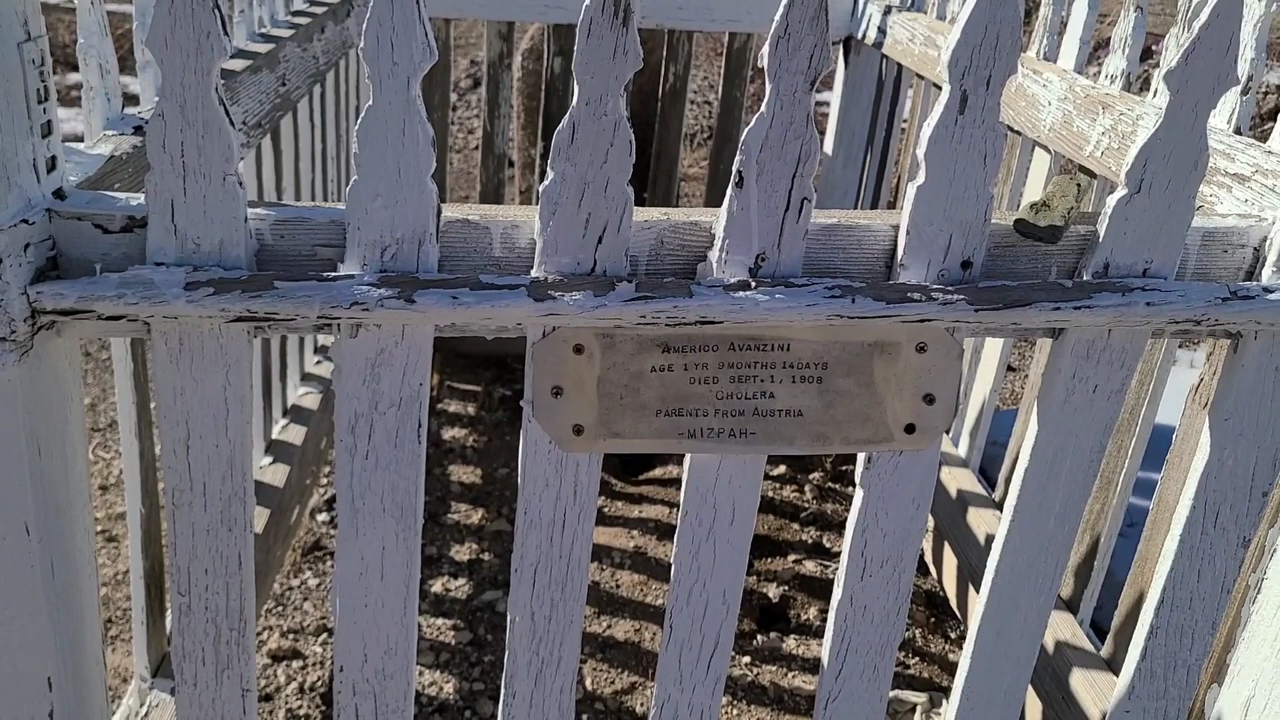 AMERICO AVANZINI
AGE 1 YR 9 MONTHS 14 DAYS
DIED SEPT. 1, 1908
CHOLERA
PARENTS FROM AUSTRIA
-MIZPAH-